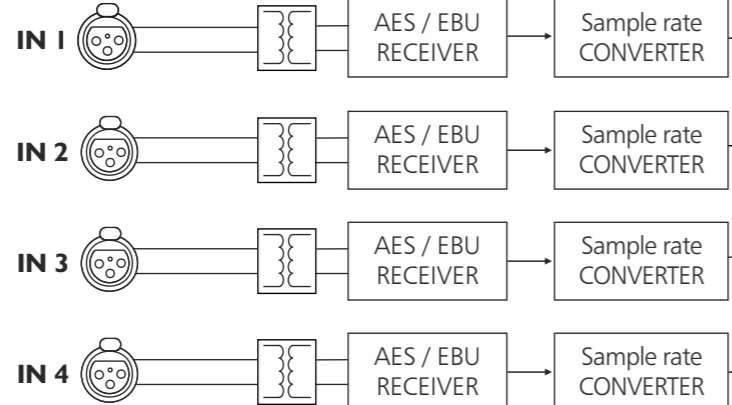 IN 1
AES / EBU
RECEIVER
Sample rate
CONVERTER
IN 2
AES / EBU
RECEIVER
Sample rate
CONVERTER
IN 3
AES / EBU
RECEIVER
Sample rate
CONVERTER
IN 4
AES / EBU
RECEIVER
Sample rate
CONVERTER